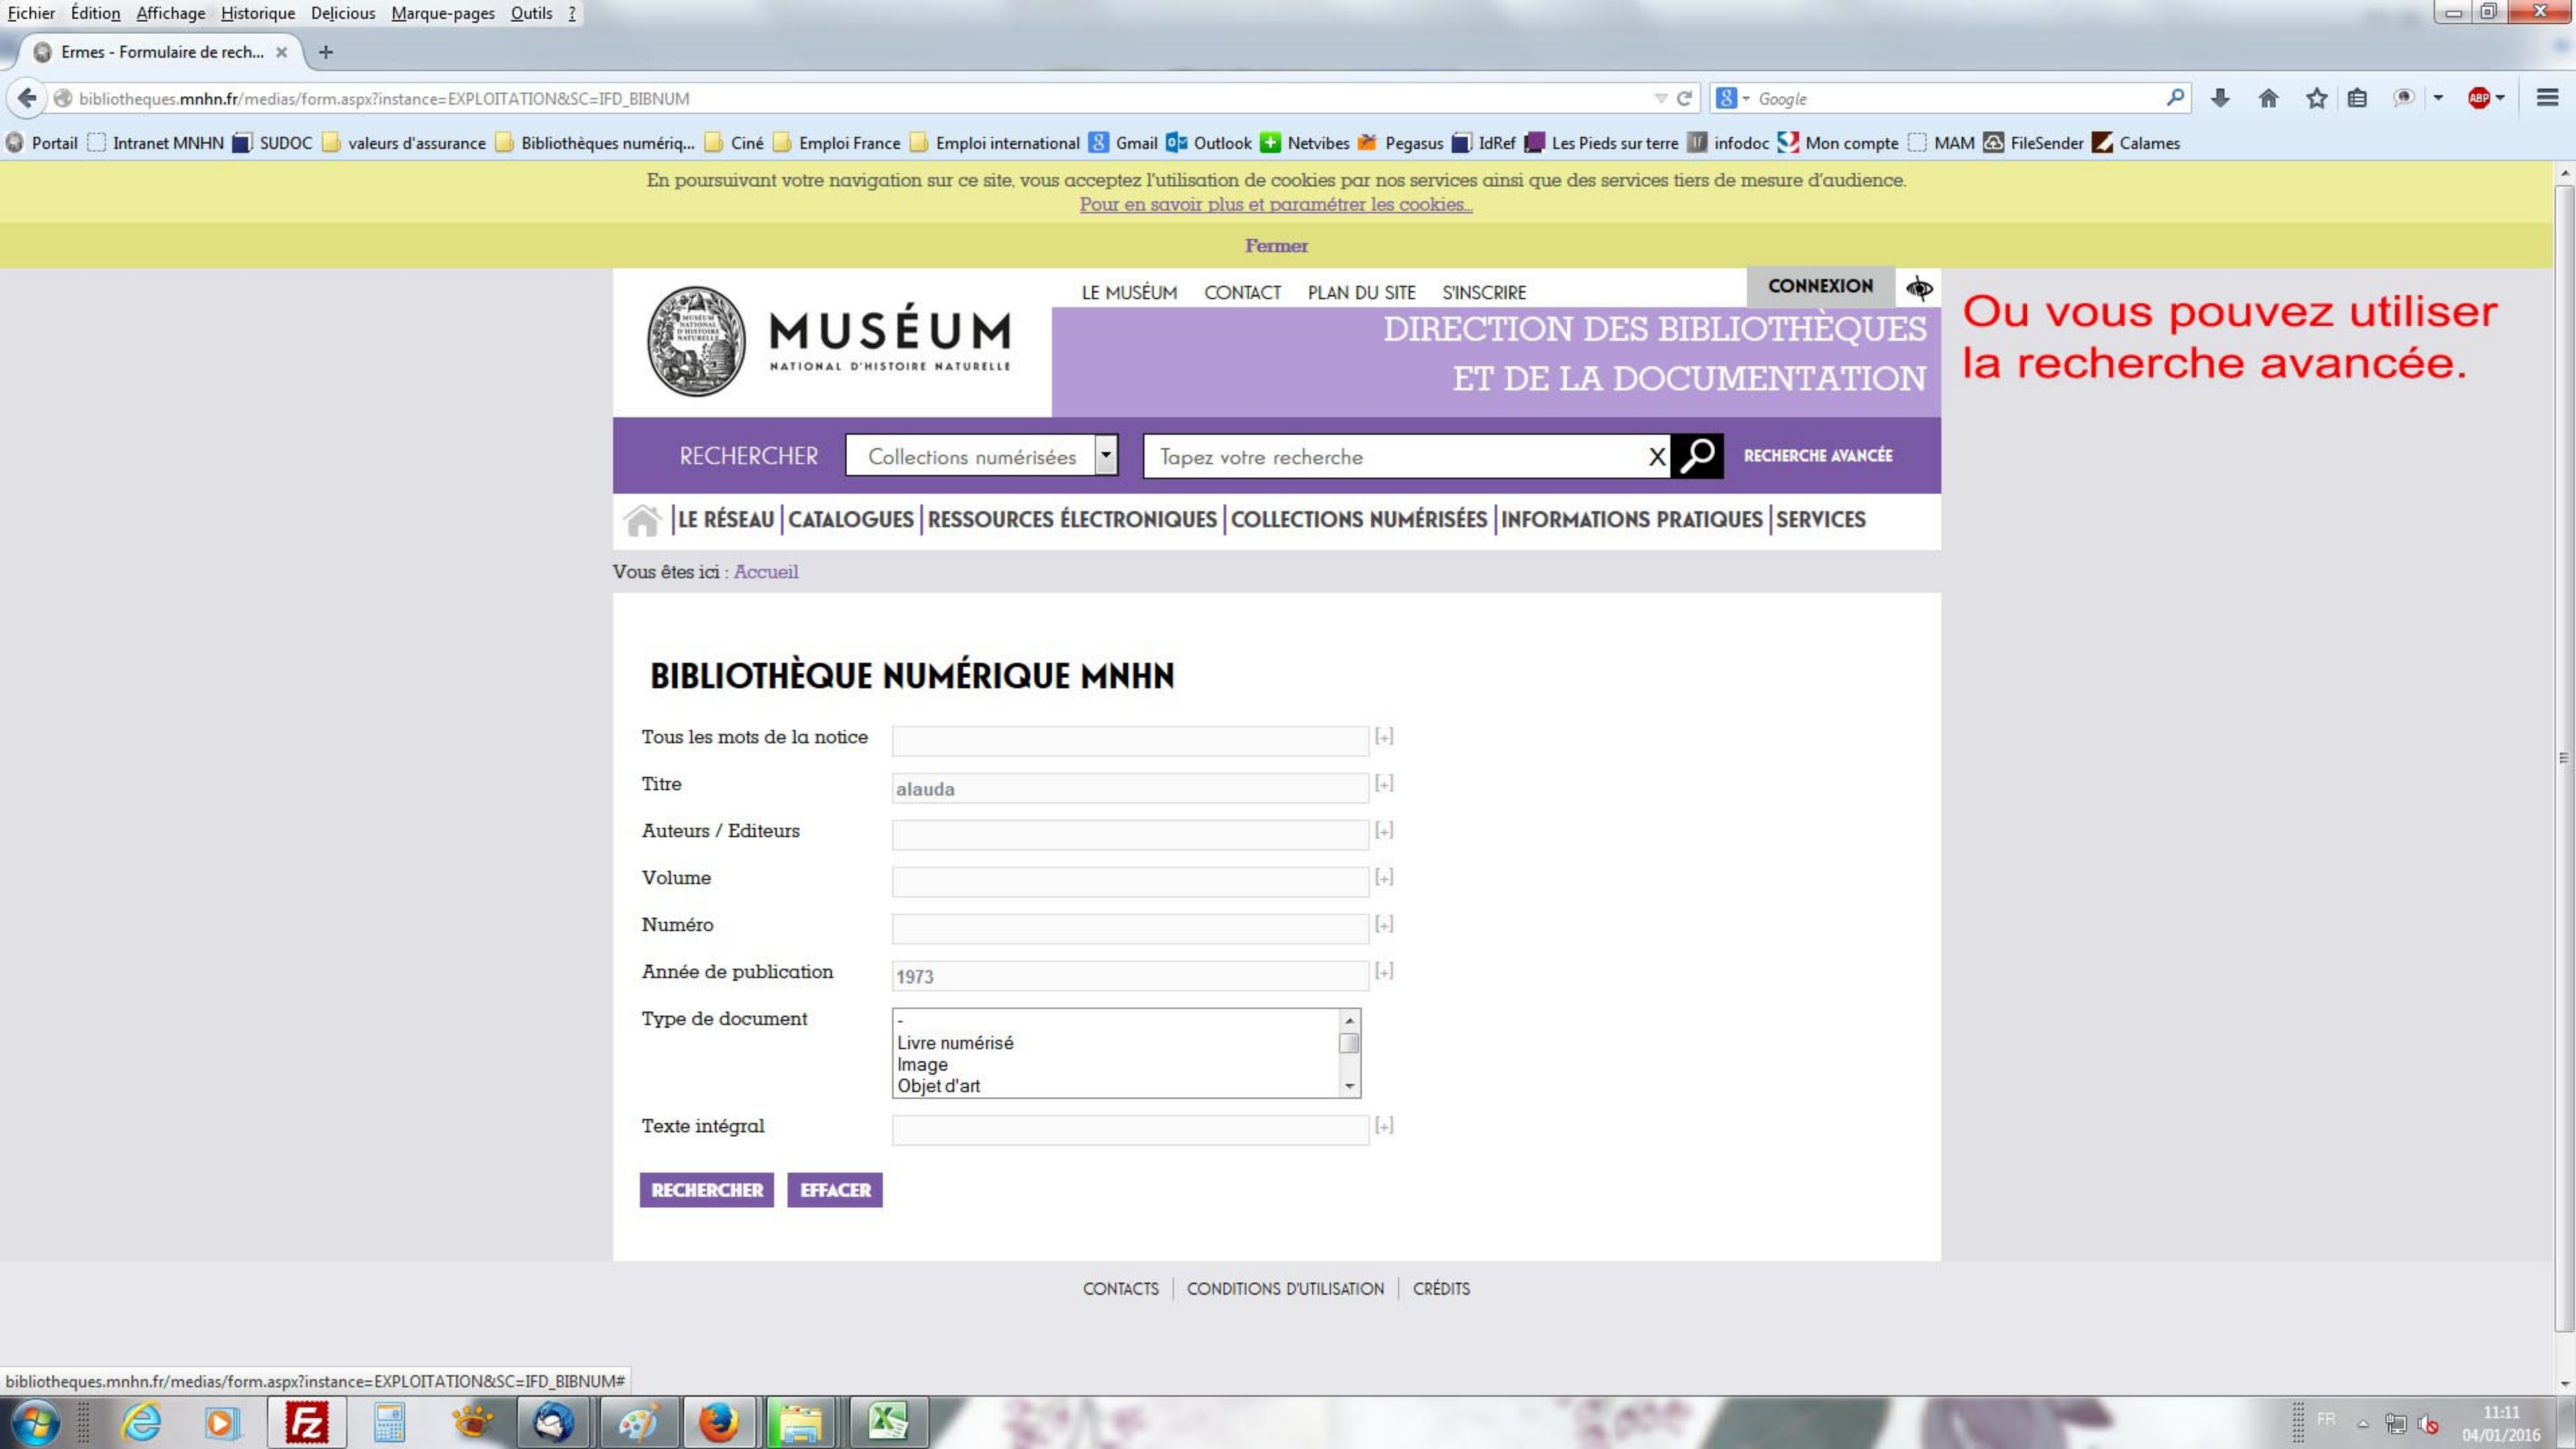 Fichier Édition Affichage Historique Delicious Marque-pages Outils ?
Ermes - Formulaire de rech...
bibliotheques.mnhn.fr/medias/form.aspx?instance=EXPLOITATION&SC=IFD_BIBNUM
Google
ABP
Portail Intranet MNHN SUDOC valeurs d'assurance Bibliothèques numériq... Ciné Emploi France Emploi international Gmail Outlook Netvibes Pegasus IdRef Les Pieds sur terre infodoc Mon compte MAM FileSender Calames
En poursuivant votre navigation sur ce site, vous acceptez l'utilisation de cookies par nos services ainsi que des services tiers de mesure d'audience.
Pour en savoir plus et paramétrer les cookies...
Fermer
LE MUSÉUM CONTACT PLAN DU SITE S'INSCRIRE CONNEXION
MUSÉUM NATIONAL D'HISTOIRE NATURELLE
MUSÉUM
NATIONAL D'HISTOIRE NATURELLE
DIRECTION DES BIBLIOTHÈQUES
ET DE LA DOCUMENTATION
Ou vous pouvez utiliser
la recherche avancée.
RECHERCHER Collections numérisées Tapez votre recherche X RECHERCHE AVANCÉE
LE RÉSEAU CATALOGUES RESSOURCES ÉLECTRONIQUES COLLECTIONS NUMÉRISÉES INFORMATIONS PRATIQUES SERVICES
Vous êtes ici : Accueil
BIBLIOTHÈQUE NUMÉRIQUE MNHN
Tous les mots de la notice [+]
Titre alauda [+]
Auteurs / Editeurs [+]
Volume [+]
Numéro [+]
Année de publication 1973 [+]
Type de document -
Livre numérisé
Image
Objet d'art
Texte intégral [+]
RECHERCHER EFFACER
CONTACTS CONDITIONS D'UTILISATION CRÉDITS
bibliotheques.mnhn.fr/medias/form.aspx?instance=EXPLOITATION&SC=IFD_BIBNUM#
FR 11:11
04/01/2016